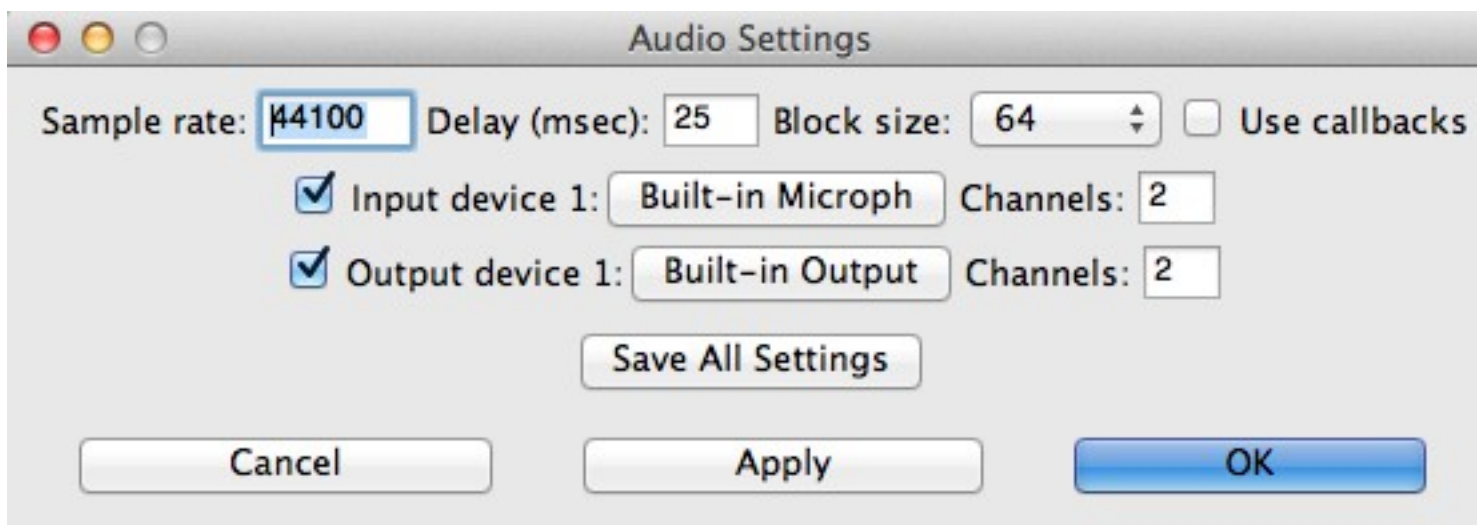 Audio Settings
Sample rate: 44100 Delay (msec): 25 Block size: 64 Use callbacks
Input device 1: Built-in Microph Channels: 2
Output device 1: Built-in Output Channels: 2
Save All Settings
Cancel Apply OK